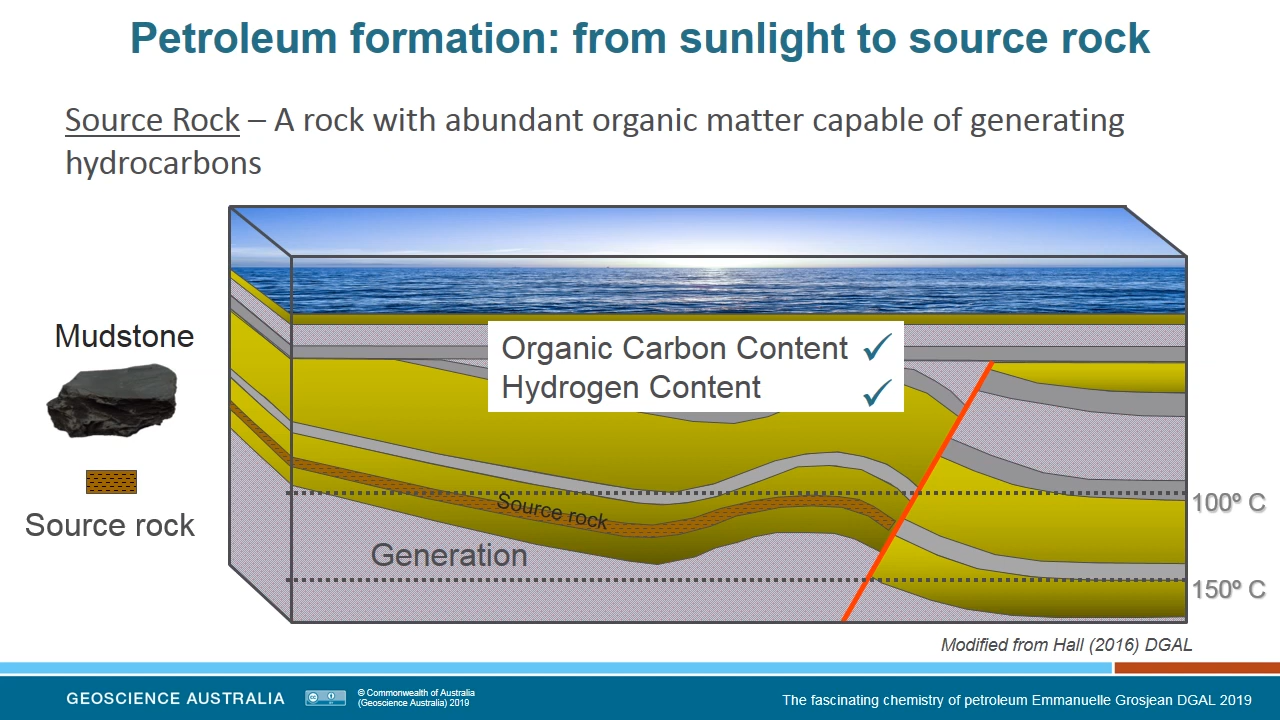 Petroleum formation: from sunlight to source rock
Source Rock – A rock with abundant organic matter capable of generating
hydrocarbons
Mudstone
Organic Carbon Content ✓
Hydrogen Content ✓
Source rock
100º C
Source rock
Generation
150º C
Modified from Hall (2016) DGAL
GEOSCIENCE AUSTRALIA
© Commonwealth of Australia
(Geoscience Australia) 2019
The fascinating chemistry of petroleum Emmanuelle Grosjean DGAL 2019